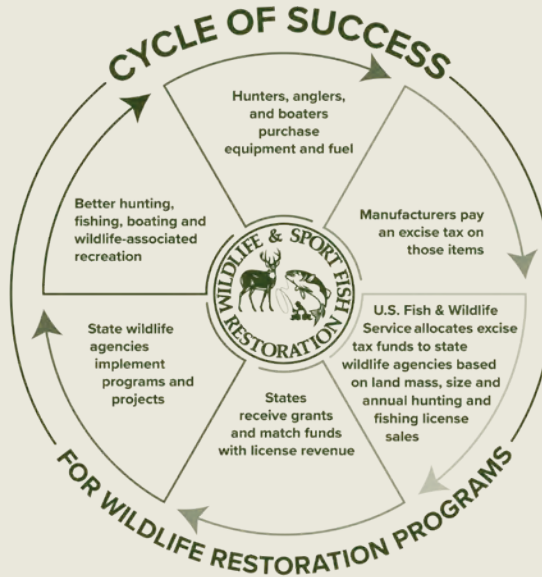 CYCLE OF SUCCESS
Hunters, anglers,
and boaters
purchase
equipment and fuel
Manufacturers pay
an excise tax on
those items
U.S. Fish & Wildlife
Service allocates excise
tax funds to state
wildlife agencies based
on land mass, size and
annual hunting and
fishing license
sales
States
receive grants
and match funds
with license revenue
State wildlife
agencies
implement
programs and
projects
Better hunting,
fishing, boating and
wildlife-associated
recreation
WILDLIFE & SPORT FISH
RESTORATION
FOR WILDLIFE RESTORATION PROGRAMS